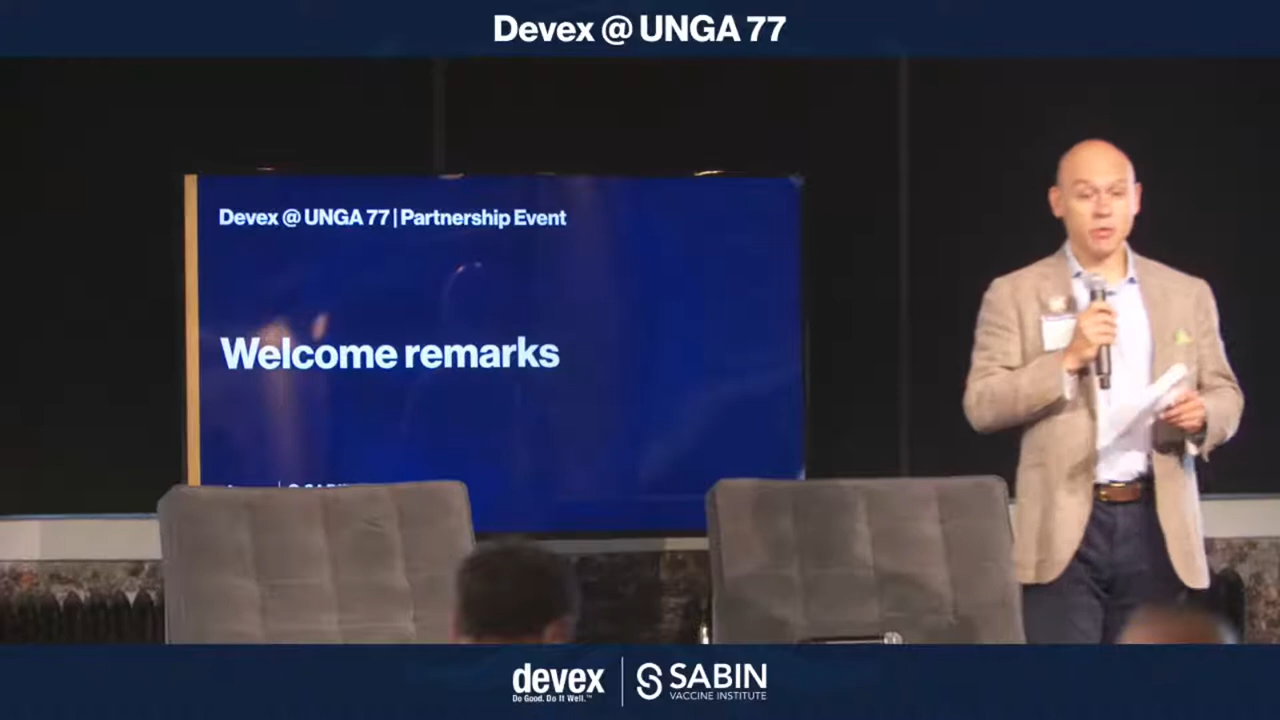 Devex @ UNGA 77
Devex @ UNGA 77 | Partnership Event
Welcome remarks
devex
Do Good. Do It Well.™
SABIN
VACCINE INSTITUTE